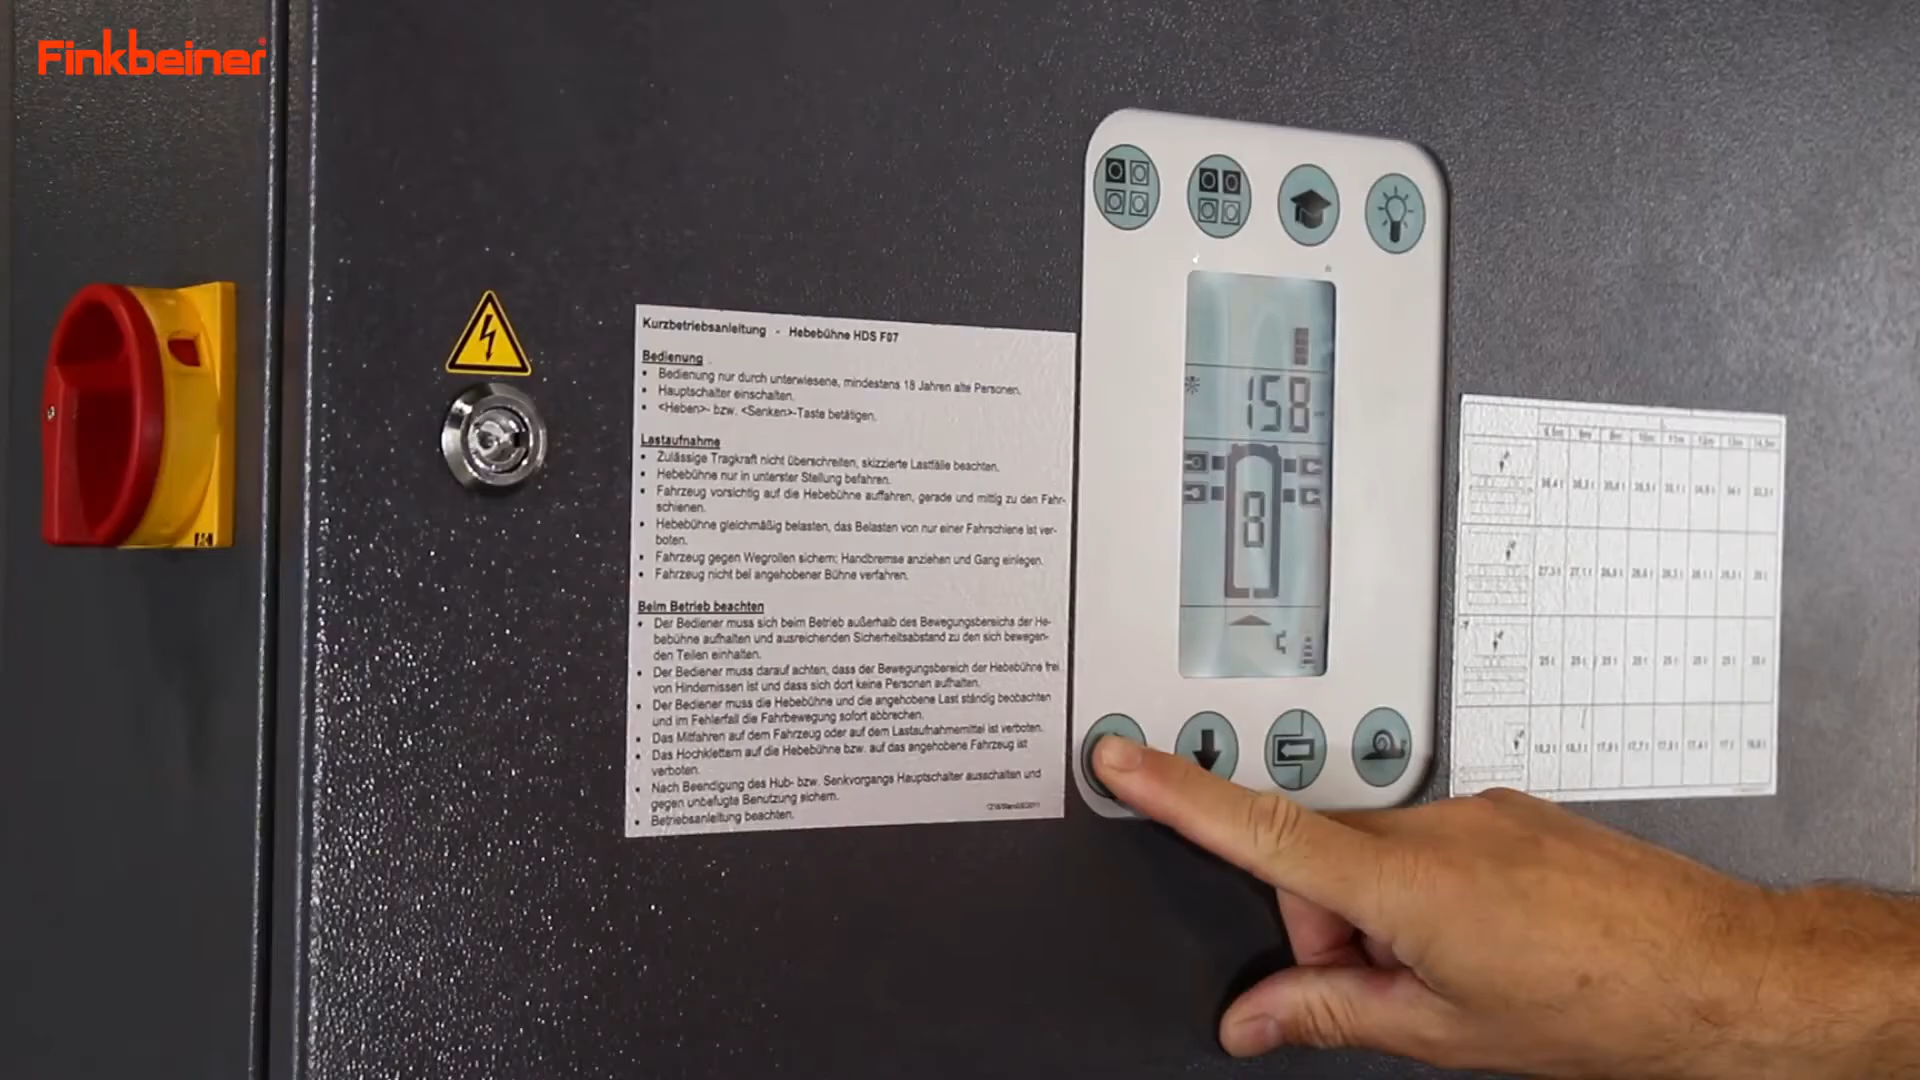 Finkbeiner®
Kurzbetriebsanleitung - Hebebühne HDS F07
Bedienung
• Bedienung nur durch unterwiesene, mindestens 18 Jahren alte Personen.
• Hauptschalter einschalten.
• <Heben>- bzw. <Senken>-Taste betätigen.
Lastaufnahme
• Zulässige Tragkraft nicht überschreiten, skizzierte Lastfälle beachten.
• Hebebühne nur in unterster Stellung befahren.
• Fahrzeug vorsichtig auf die Hebebühne auffahren, gerade und mittig zu den Fahr-
schienen.
• Hebebühne gleichmäßig belasten, das Belasten von nur einer Fahrschiene ist ver-
boten.
• Fahrzeug gegen Wegrollen sichern; Handbremse anziehen und Gang einlegen.
• Fahrzeug nicht bei angehobener Bühne verfahren.
Beim Betrieb beachten
• Der Bediener muss sich beim Betrieb außerhalb des Bewegungsbereichs der He-
bebühne aufhalten und ausreichenden Sicherheitsabstand zu den sich bewegen-
den Teilen einhalten.
• Der Bediener muss darauf achten, dass der Bewegungsbereich der Hebebühne frei
von Hindernissen ist und dass sich dort keine Personen aufhalten.
• Der Bediener muss die Hebebühne und die angehobene Last ständig beobachten
und im Fehlerfall die Fahrbewegung sofort abbrechen.
• Das Mitfahren auf dem Fahrzeug oder auf dem Lastaufnahmemittel ist verboten.
• Das Hochklettern auf die Hebebühne bzw. auf das angehobene Fahrzeug ist
verboten.
• Nach Beendigung des Hub- bzw. Senkvorgangs Hauptschalter ausschalten und
gegen unbefugte Benutzung sichern.
• Betriebsanleitung beachten.
158
8